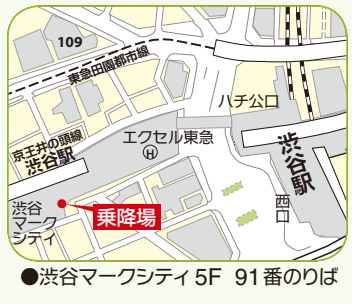 109
東急田園都市線
ハチ公口
京王井の頭線
渋谷駅
エクセル東急
H
渋谷駅
西口
渋谷
マーク
シティ
乗降場
●渋谷マークシティ5F 91番のりば